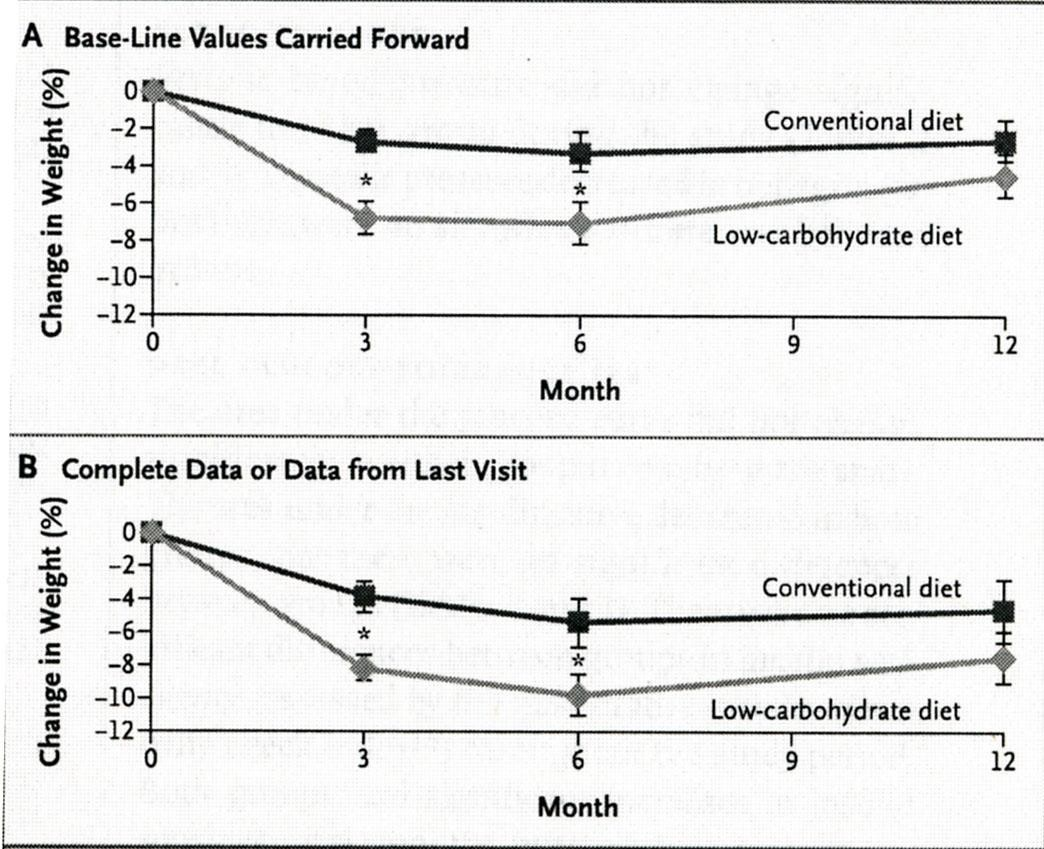 A Base-Line Values Carried Forward
Change in Weight (%)
0
−2
−4
−6
−8
−10
−12
Conventional diet
*
*
Low-carbohydrate diet
0 3 6 9 12
Month
B Complete Data or Data from Last Visit
Change in Weight (%)
0
−2
−4
−6
−8
−10
−12
Conventional diet
*
*
Low-carbohydrate diet
0 3 6 9 12
Month